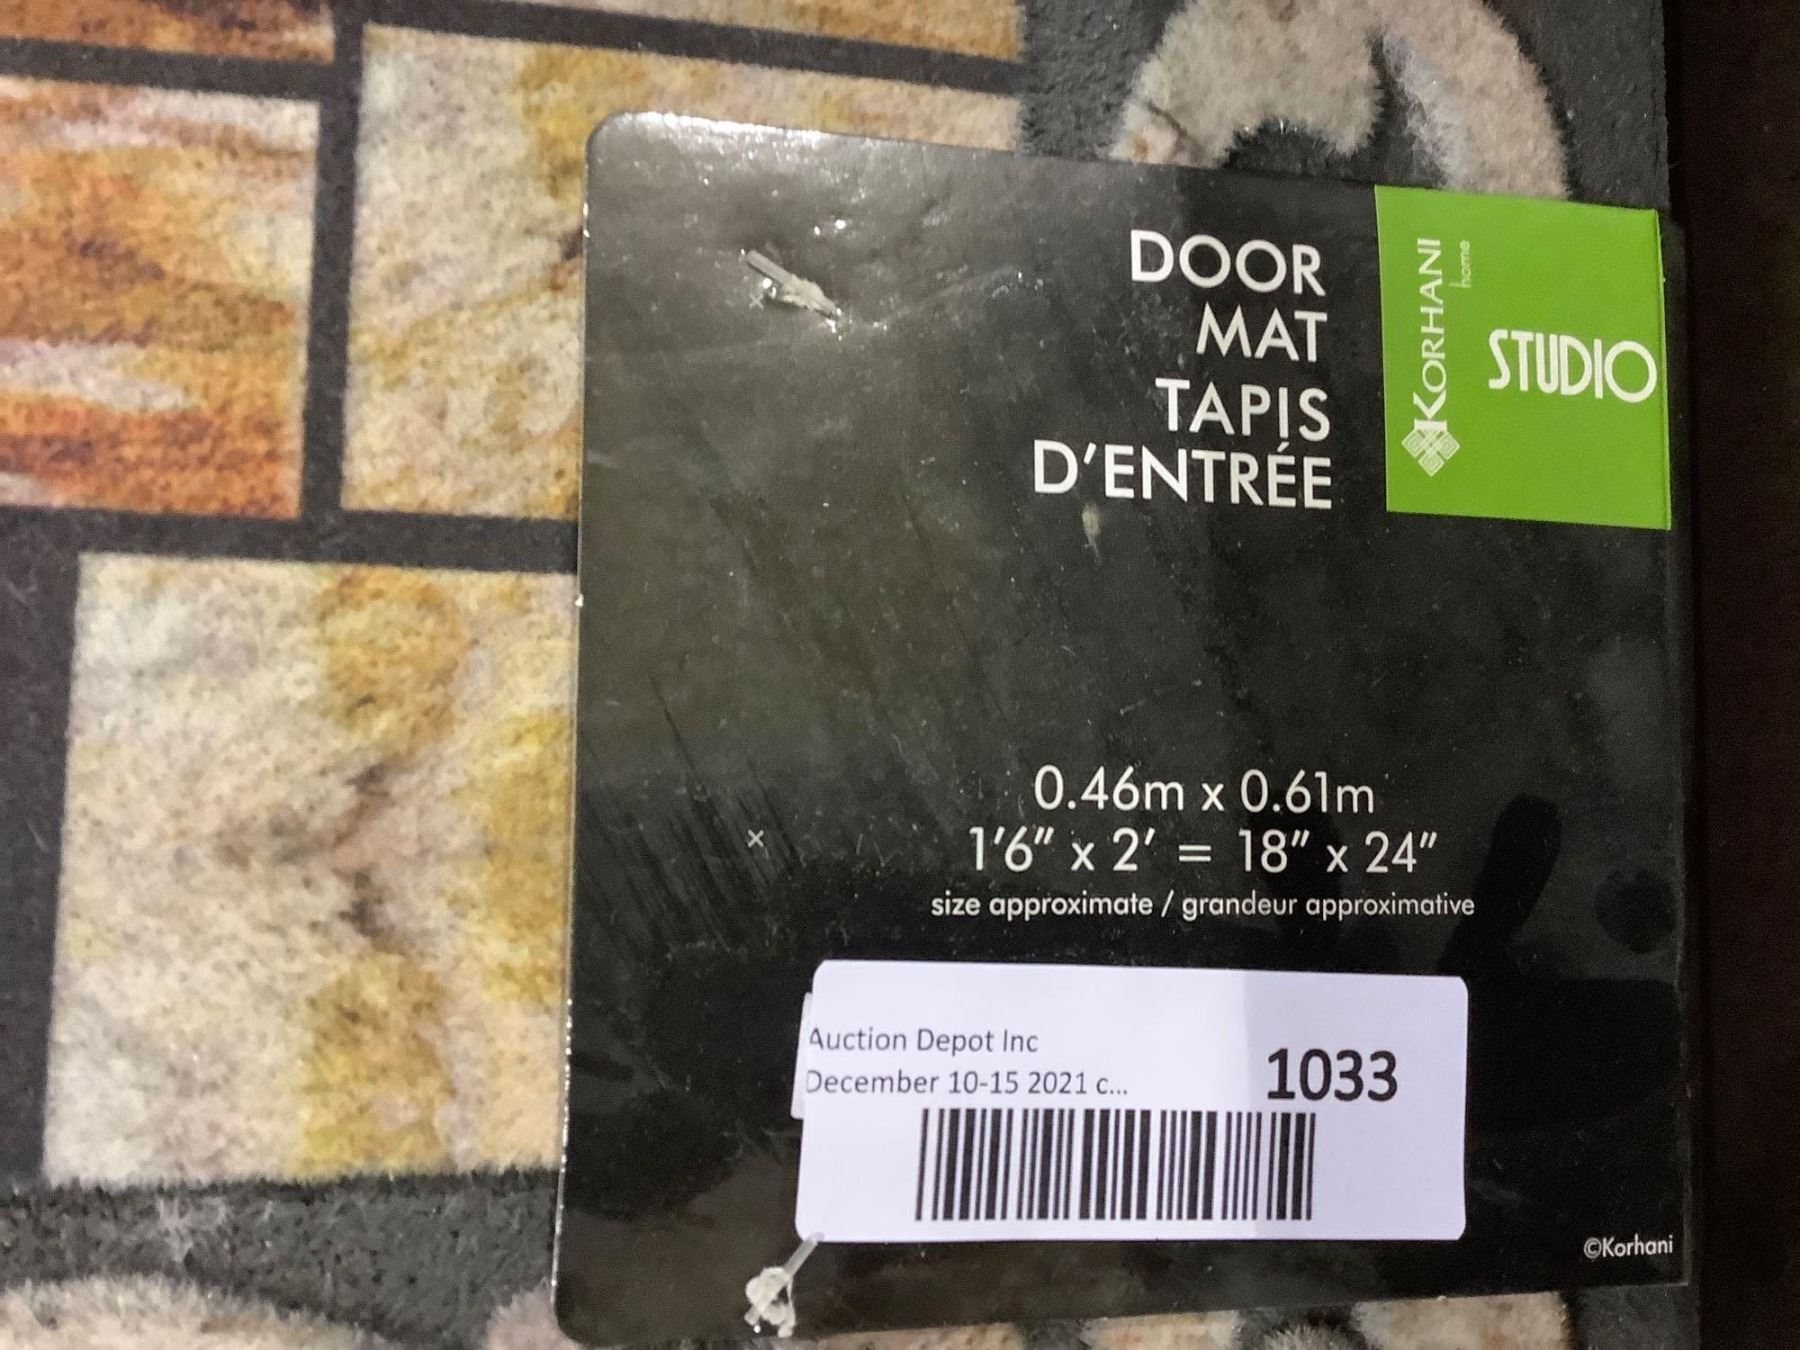 DOOR
MAT
TAPIS
D'ENTRÉE
KORHANI
home
STUDIO
0.46m x 0.61m
1'6" x 2' = 18" x 24"
size approximate / grandeur approximative
Auction Depot Inc
December 10-15 2021 c...
1033
©Korhani